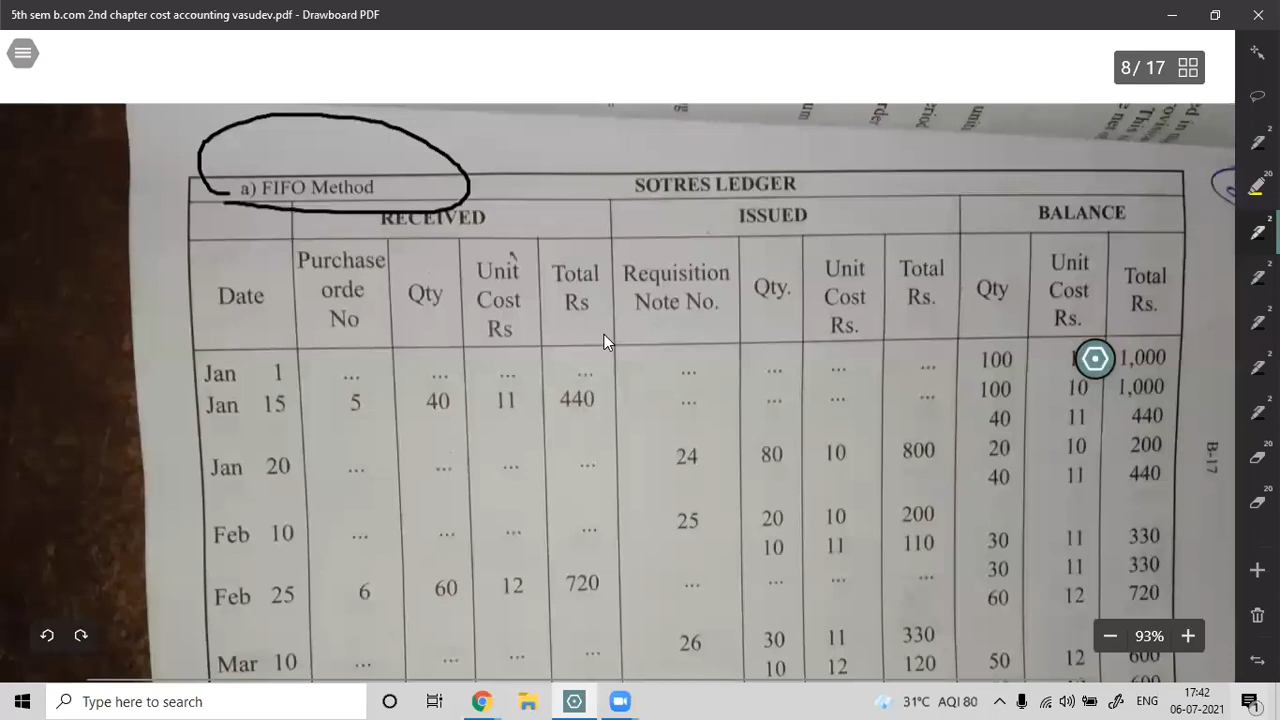 5th sem b.com 2nd chapter cost accounting vasudev.pdf - Drawboard PDF
8 / 17
a) FIFO Method SOTRES LEDGER
RECEIVED ISSUED BALANCE
Date Purchase orde No Qty Unit Cost Rs Total Rs Requisition Note No. Qty. Unit Cost Rs. Total Rs. Qty Unit Cost Rs. Total Rs.
Jan 1 ... ... ... ... ... ... ... ... 100 1,000
Jan 15 5 40 11 440 ... ... ... ... 100 10 1,000
40 11 440
Jan 20 ... ... ... ... 24 80 10 800 20 10 200
40 11 440
Feb 10 ... ... ... ... 25 20 10 200
10 11 110 30 11 330
Feb 25 6 60 12 720 ... ... ... ... 30 11 330
60 12 720
Mar 10 ... ... ... ... 26 30 11 330
10 12 120 50 12 600
B-17
93%
Type here to search
31°C AQI 80
ENG
17:42
06-07-2021